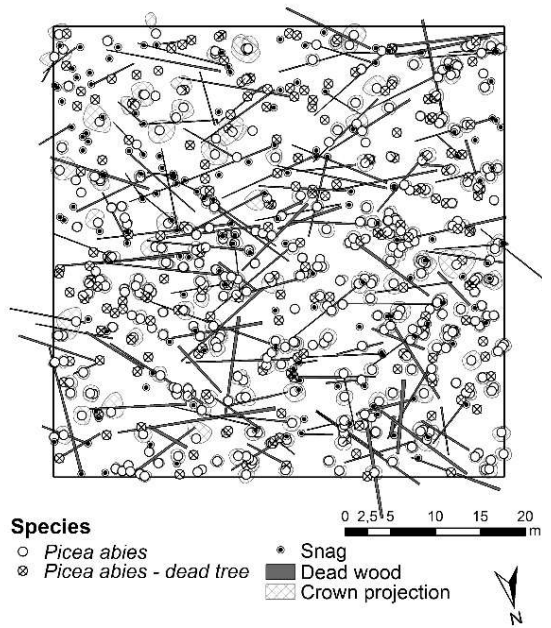 Species
Picea abies
Picea abies - dead tree
0 2,5 5 10 15 20
m
Snag
Dead wood
Crown projection
N